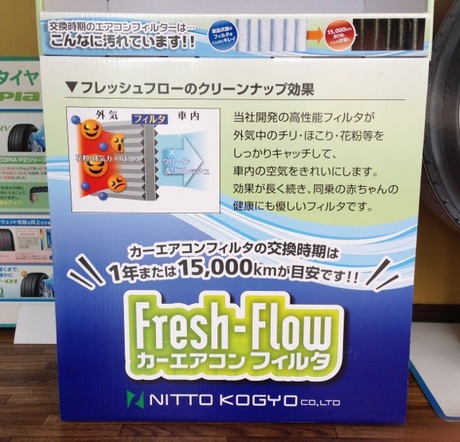 交換時期のエアコンフィルターは…
こんなに汚れています!!
15,000km
▼フレッシュフローのクリーンナップ効果
外気 フィルタ 車内
当社開発の高性能フィルタが
外気中のチリ・ほこり・花粉等を
しっかりキャッチして、
車内の空気をきれいにします。
効果が長く続き、同乗の赤ちゃんの
健康にも優しいフィルタです。
カーエアコンフィルタの交換時期は
1年または15,000kmが目安です!!
Fresh-Flow
カーエアコン フィルタ
NITTO KOGYO CO.,LTD
タイヤ